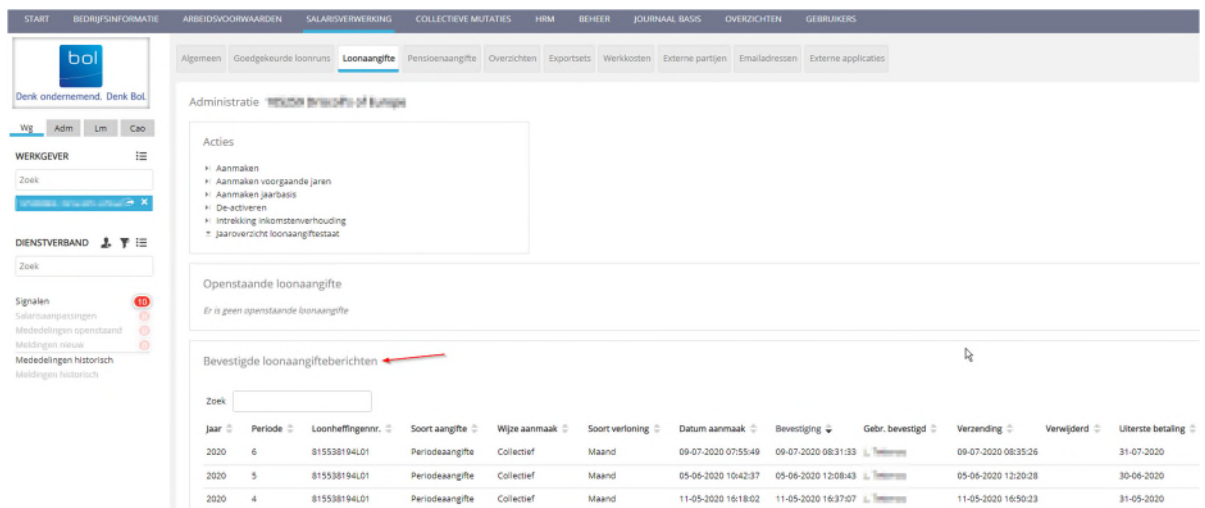 START BEDRIJFSINFORMATIE ARBEIDSVOORWAARDEN SALARISVERWERKING COLLECTIEVE MUTATIES HRM BEHEER JOURNAAL BASIS OVERZICHTEN GEBRUIKERS
bol
Denk ondernemend. Denk Bol.
Algemeen Goedgekeurde loonruns Loonaangifte Pensioenaangifte Overzichten Exportsets Werkkosten Externe partijen Emailadressen Externe applicaties
Wg Adm Lm Cao
WERKGEVER
Zoek
DIENSTVERBAND
Zoek
Signalen 10
Salarisaanpassingen
Mededelingen openstaand
Meldingen nieuw
Mededelingen historisch
Meldingen historisch
Administratie
Acties
Aanmaken
Aanmaken voorgaande jaren
Aanmaken jaarbasis
De-activeren
Intrekking inkomstenverhouding
Jaaroverzicht loonaangiftestaat
Openstaande loonaangifte
Er is geen openstaande loonaangifte
Bevestigde loonaangifteberichten
Zoek
Jaar Periode Loonheffingennr. Soort aangifte Wijze aanmaak Soort verloning Datum aanmaak Bevestiging Gebr. bevestigd Verzending Verwijderd Uiterste betaling
2020 6 815538194L01 Periodeaangifte Collectief Maand 09-07-2020 07:55:49 09-07-2020 08:31:33 09-07-2020 08:35:26 31-07-2020
2020 5 815538194L01 Periodeaangifte Collectief Maand 05-06-2020 10:42:37 05-06-2020 12:08:43 05-06-2020 12:20:28 30-06-2020
2020 4 815538194L01 Periodeaangifte Collectief Maand 11-05-2020 16:18:02 11-05-2020 16:37:07 11-05-2020 16:50:23 31-05-2020